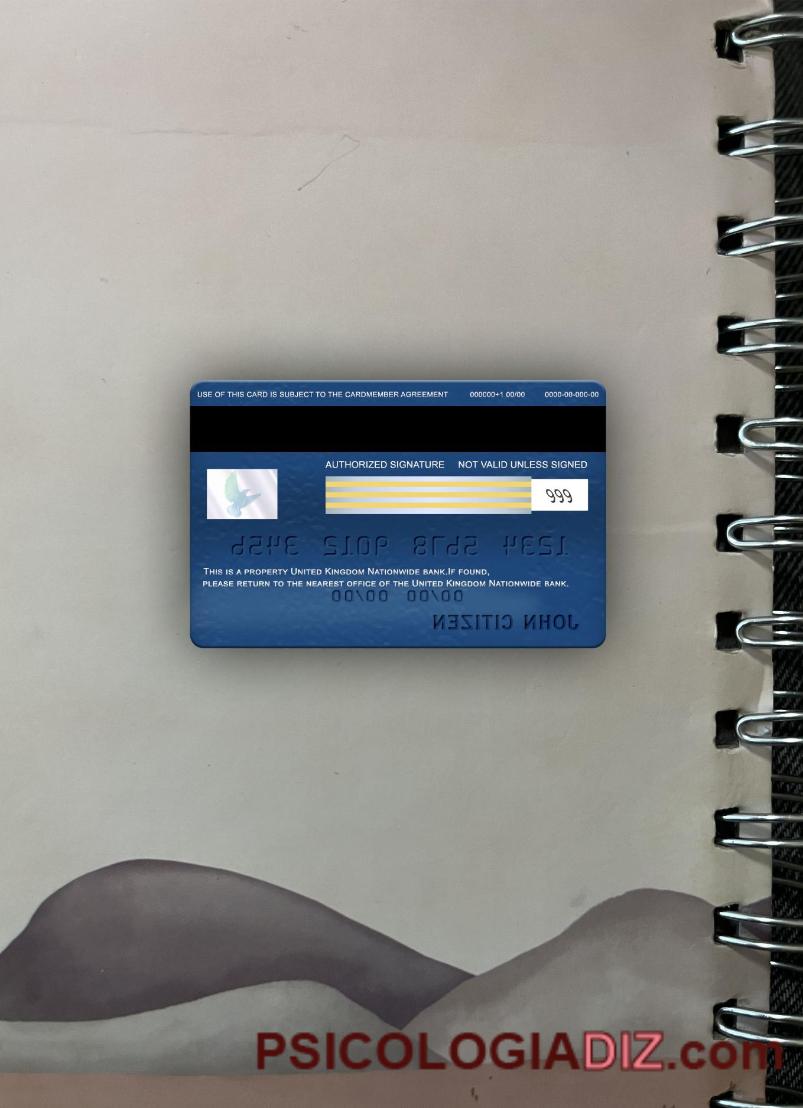 USE OF THIS CARD IS SUBJECT TO THE CARDMEMBER AGREEMENT 000000+1 00/00 0000-00-000-00
AUTHORIZED SIGNATURE NOT VALID UNLESS SIGNED
999
1234 5678 9012 3456
THIS IS A PROPERTY UNITED KINGDOM NATIONWIDE BANK.IF FOUND,
PLEASE RETURN TO THE NEAREST OFFICE OF THE UNITED KINGDOM NATIONWIDE BANK.
00/00 00/00
JOHN CITIZEN
PSICOLOGIADIZ.com